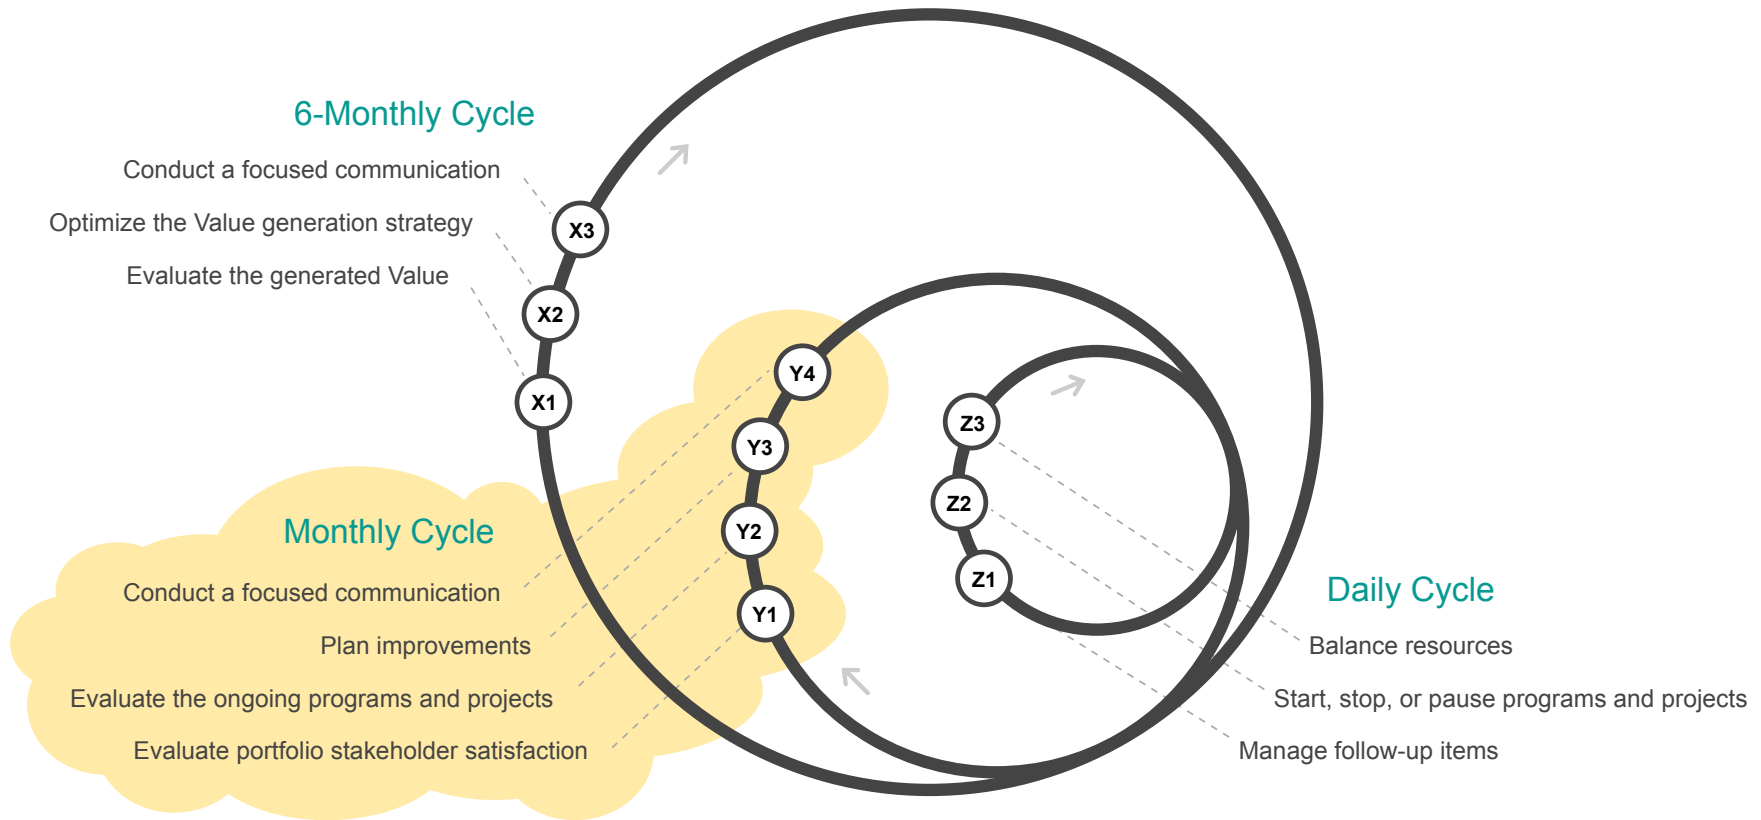 6-Monthly Cycle
Conduct a focused communication
Optimize the Value generation strategy
Evaluate the generated Value
X3
X2
X1
Monthly Cycle
Conduct a focused communication
Plan improvements
Evaluate the ongoing programs and projects
Evaluate portfolio stakeholder satisfaction
Y4
Y3
Y2
Y1
Z3
Z2
Z1
Daily Cycle
Balance resources
Start, stop, or pause programs and projects
Manage follow-up items